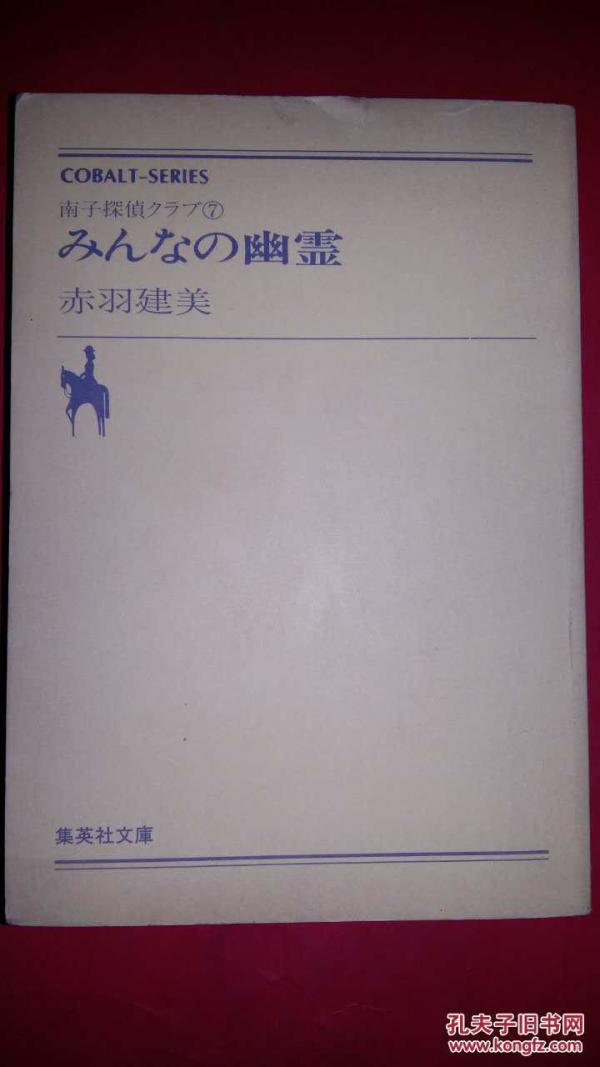 COBALT-SERIES
南子探偵クラブ⑦
みんなの幽霊
赤羽建美
集英社文庫
孔夫子旧书网
www.kongfz.com